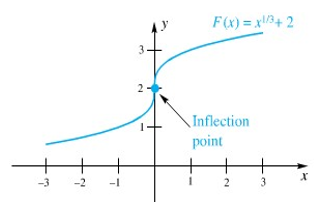 y
F(x) = x^{1/3} + 2
3
2
1
Inflection
point
-3 -2 -1 1 2 3 x